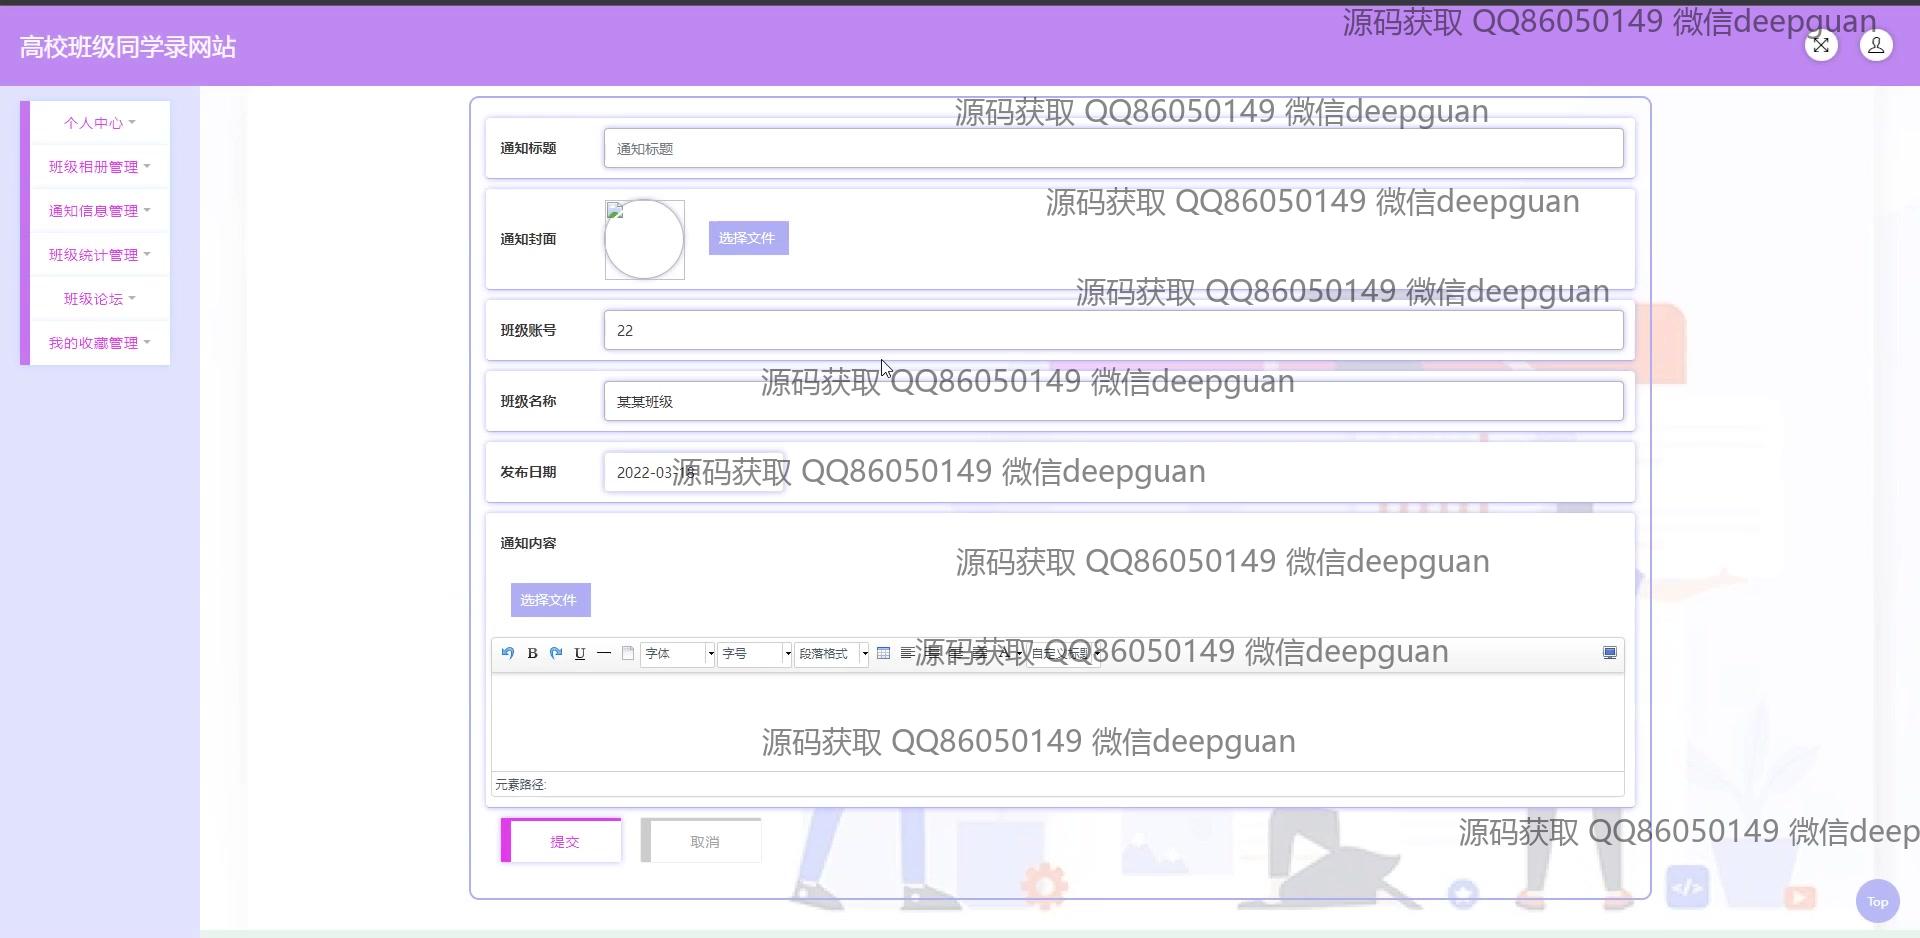 源码获取 QQ86050149 微信deepguan
高校班级同学录网站
个人中心
班级相册管理
通知信息管理
班级统计管理
班级论坛
我的收藏管理
源码获取 QQ86050149 微信deepguan
通知标题
通知标题
源码获取 QQ86050149 微信deepguan
通知封面
选择文件
源码获取 QQ86050149 微信deepguan
班级账号
22
源码获取 QQ86050149 微信deepguan
班级名称
某某班级
发布日期
2022-03-18
源码获取 QQ86050149 微信deepguan
通知内容
源码获取 QQ86050149 微信deepguan
选择文件
B U 字体 字号 段落格式 自定义标题
源码获取 QQ86050149 微信deepguan
源码获取 QQ86050149 微信deepguan
元素路径:
提交
取消
源码获取 QQ86050149 微信deep
Top